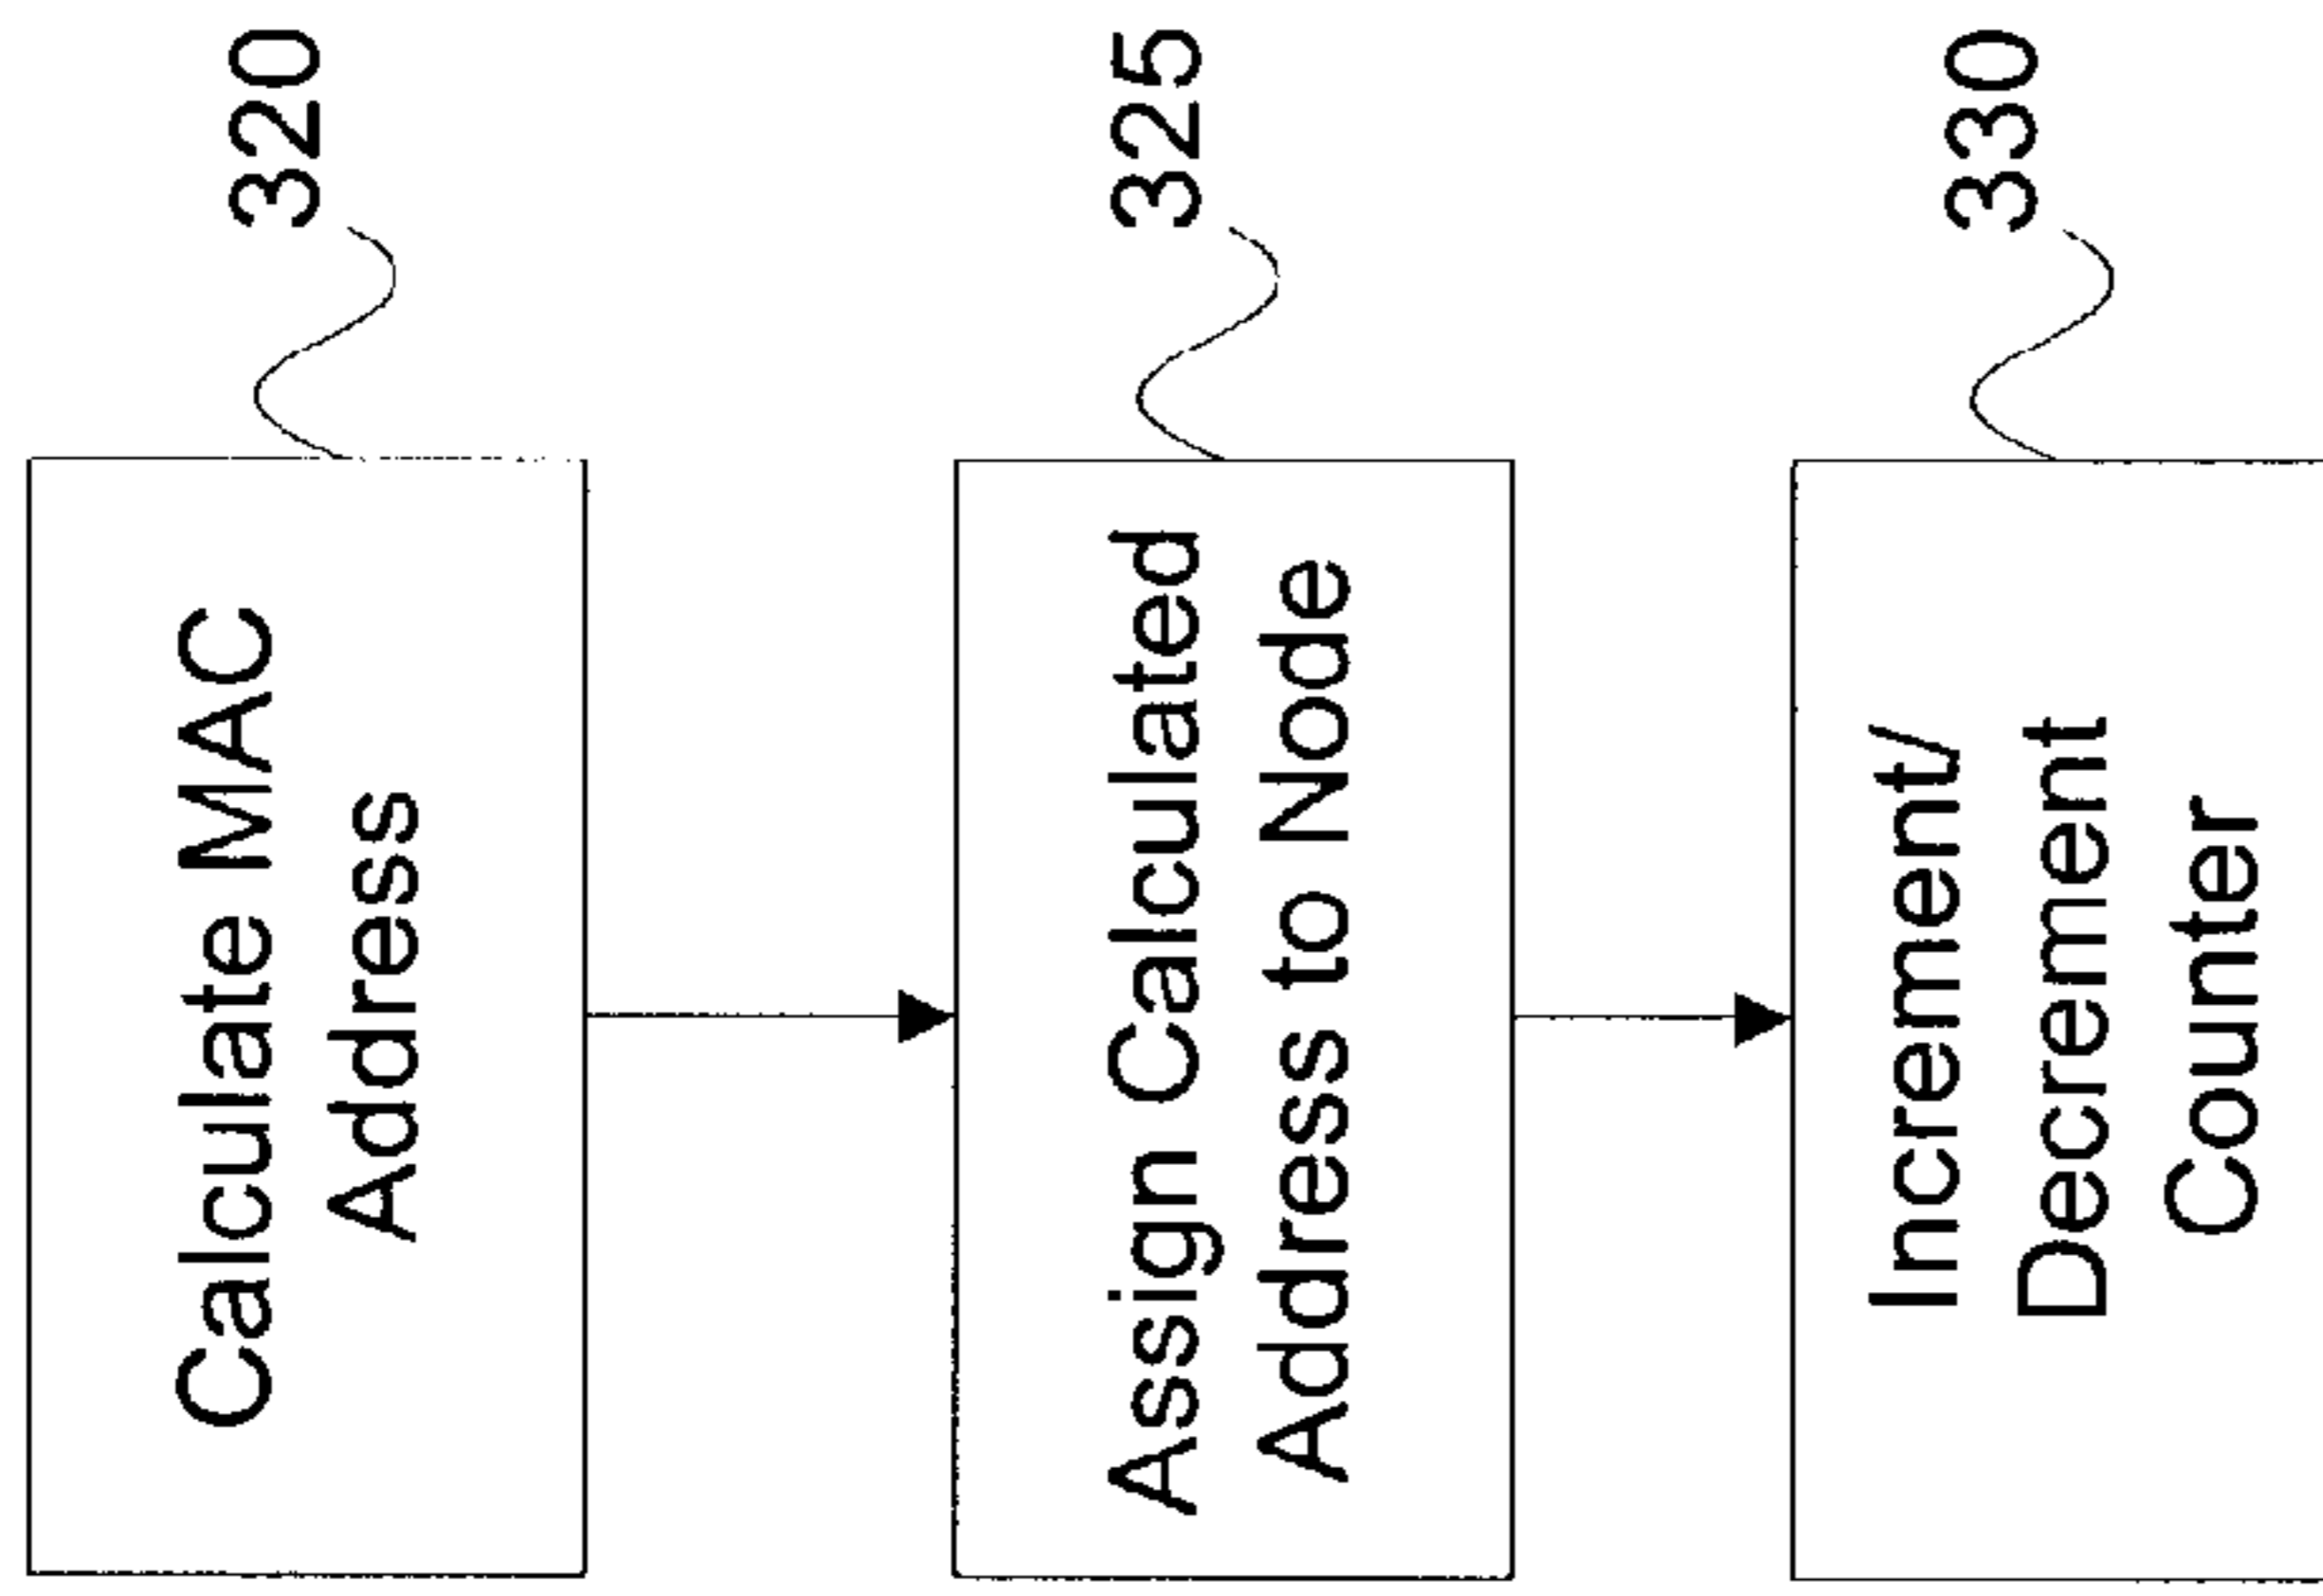 Calculate MAC
Address
320
Assign Calculated
Address to Node
325
Increment/
Decrement
Counter
330